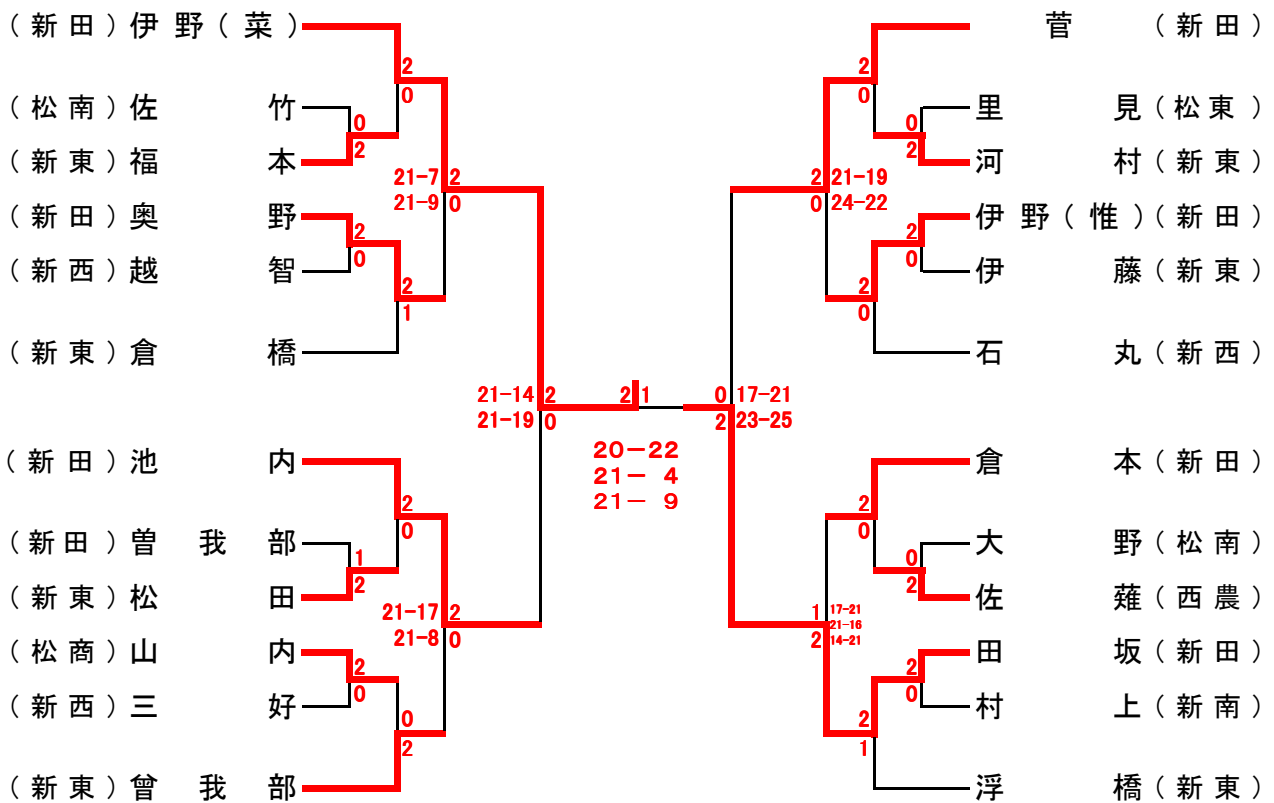 (新田)伊野(菜)
2
0
(松南)佐竹
0
(新東)福本
2
21-7 2
21-9 0
(新田)奥野
2
0
(新西)越智
2
1
(新東)倉橋
21-14 2
21-19 0
(新田)池内
2
0
(新田)曽我部
1
(新東)松田
2
21-17 2
21-8 0
(松商)山内
2
0
(新西)三好
0
2
(新東)曾我部
2 1
20-22
21- 4
21- 9
菅(新田)
2
0
里見(松東)
0
河村(新東)
2
2 21-19
0 24-22
伊野(惟)(新田)
2
0
伊藤(新東)
2
0
石丸(新西)
0 17-21
2 23-25
倉本(新田)
2
0
大野(松南)
0
佐薙(西農)
2
1 17-21
21-16
2 14-21
田坂(新田)
2
0
村上(新南)
2
1
浮橋(新東)